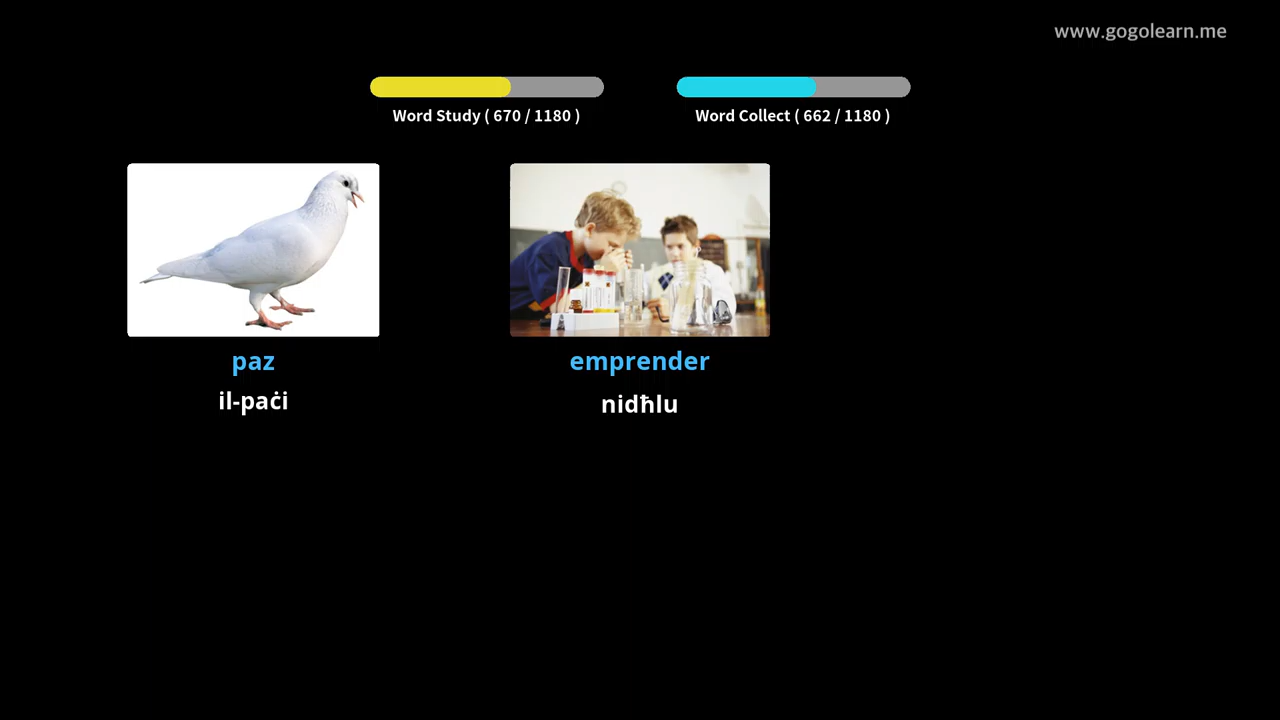 www.gogolearn.me
Word Study ( 670 / 1180 )
Word Collect ( 662 / 1180 )
paz
il-paċi
emprender
nidħlu